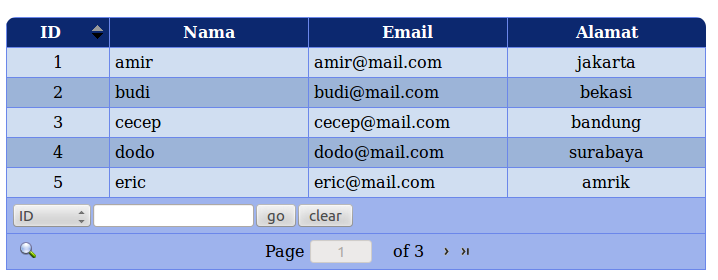 ID Nama Email Alamat
1 amir amir@mail.com jakarta
2 budi budi@mail.com bekasi
3 cecep cecep@mail.com bandung
4 dodo dodo@mail.com surabaya
5 eric eric@mail.com amrik
ID go clear
Page 1 of 3 › ›ı